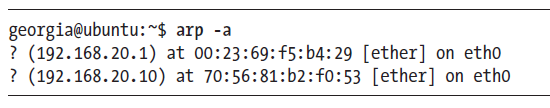 georgia@ubuntu:~$ arp -a
? (192.168.20.1) at 00:23:69:f5:b4:29 [ether] on eth0
? (192.168.20.10) at 70:56:81:b2:f0:53 [ether] on eth0